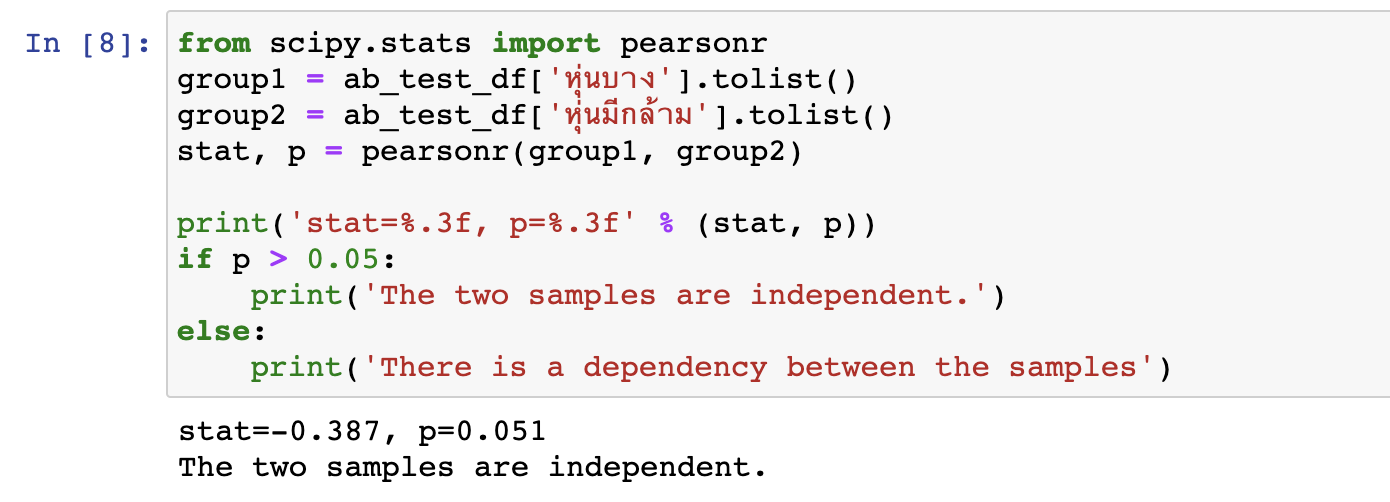 In [8]: from scipy.stats import pearsonr
group1 = ab_test_df['หุ่นบาง'].tolist()
group2 = ab_test_df['หุ่นมีกล้าม'].tolist()
stat, p = pearsonr(group1, group2)
print('stat=%.3f, p=%.3f' % (stat, p))
if p > 0.05:
    print('The two samples are independent.')
else:
    print('There is a dependency between the samples')
stat=-0.387, p=0.051
The two samples are independent.